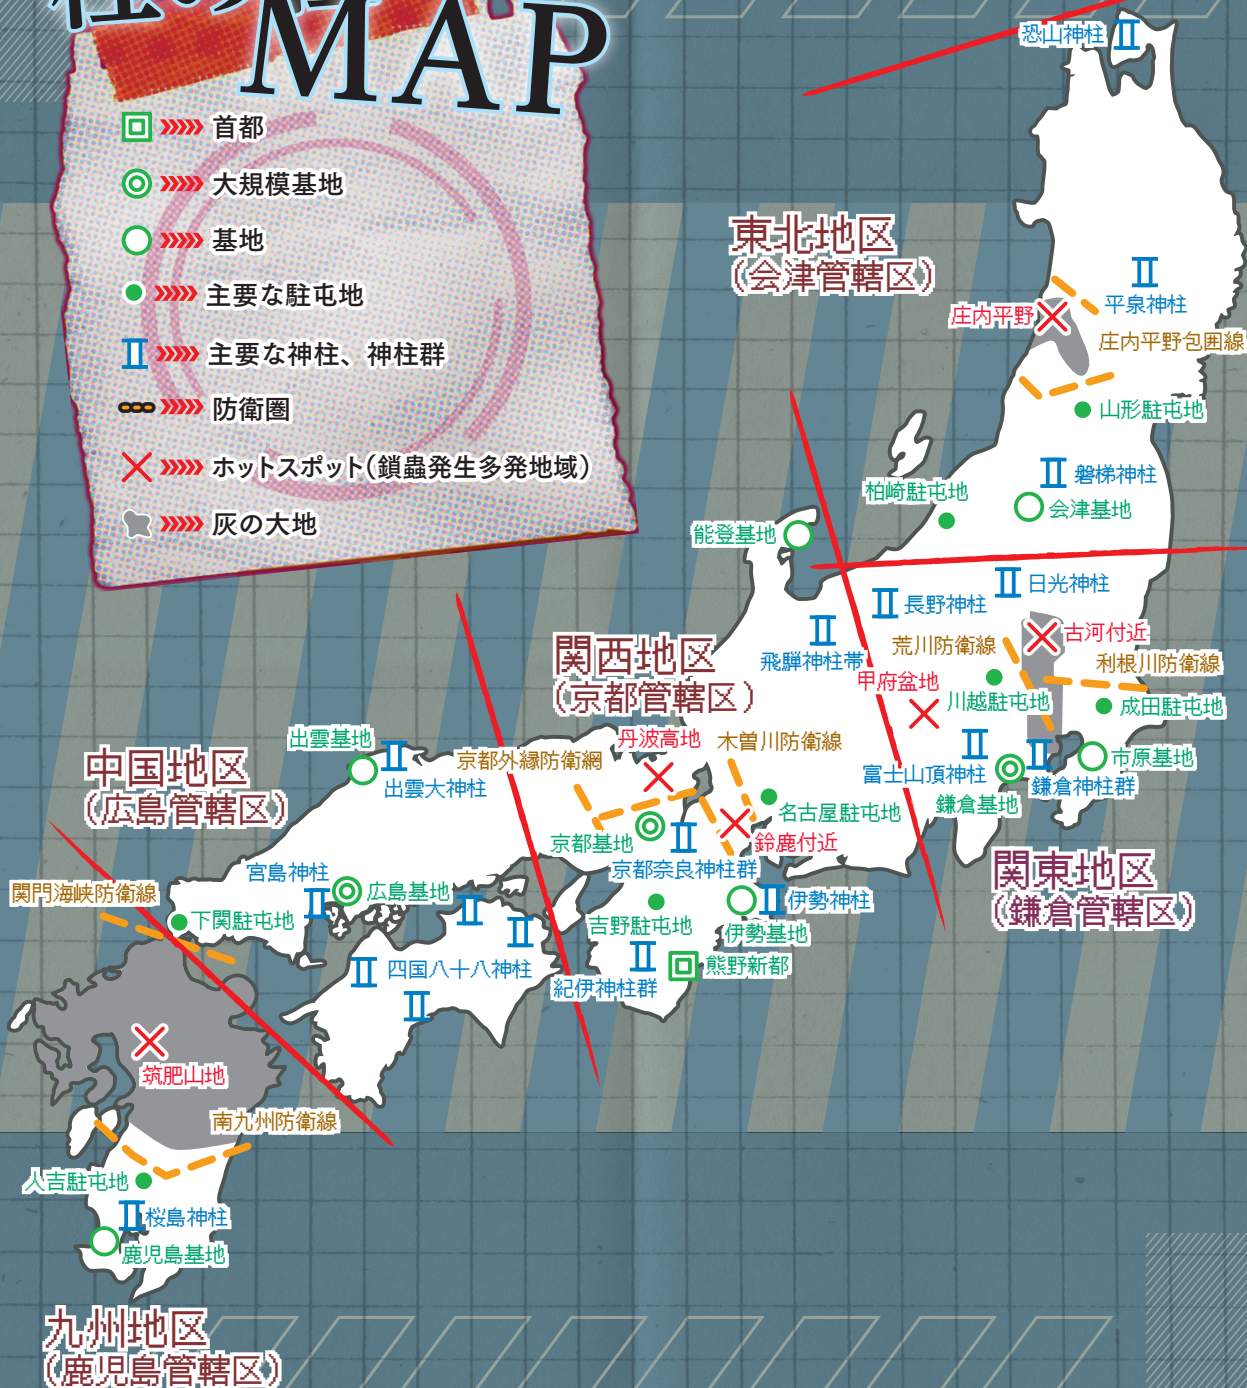 MAP
首都
大規模基地
基地
主要な駐屯地
主要な神柱、神柱群
防衛圏
ホットスポット(鎖蟲発生多発地域)
灰の大地
恐山神柱
東北地区
(会津管轄区)
平泉神柱
庄内平野
庄内平野包囲線
山形駐屯地
磐梯神柱
柏崎駐屯地
会津基地
能登基地
日光神柱
長野神柱
古河付近
荒川防衛線
飛騨神柱帯
利根川防衛線
甲府盆地
川越駐屯地
成田駐屯地
市原基地
富士山頂神柱
鎌倉神柱群
鎌倉基地
関東地区
(鎌倉管轄区)
関西地区
(京都管轄区)
丹波高地
木曽川防衛線
京都外縁防衛網
名古屋駐屯地
京都基地
鈴鹿付近
京都奈良神柱群
伊勢神柱
吉野駐屯地
伊勢基地
熊野新都
紀伊神柱群
出雲基地
出雲大神柱
中国地区
(広島管轄区)
宮島神柱
広島基地
関門海峡防衛線
下関駐屯地
四国八十八神柱
筑肥山地
南九州防衛線
人吉駐屯地
桜島神柱
鹿児島基地
九州地区
(鹿児島管轄区)